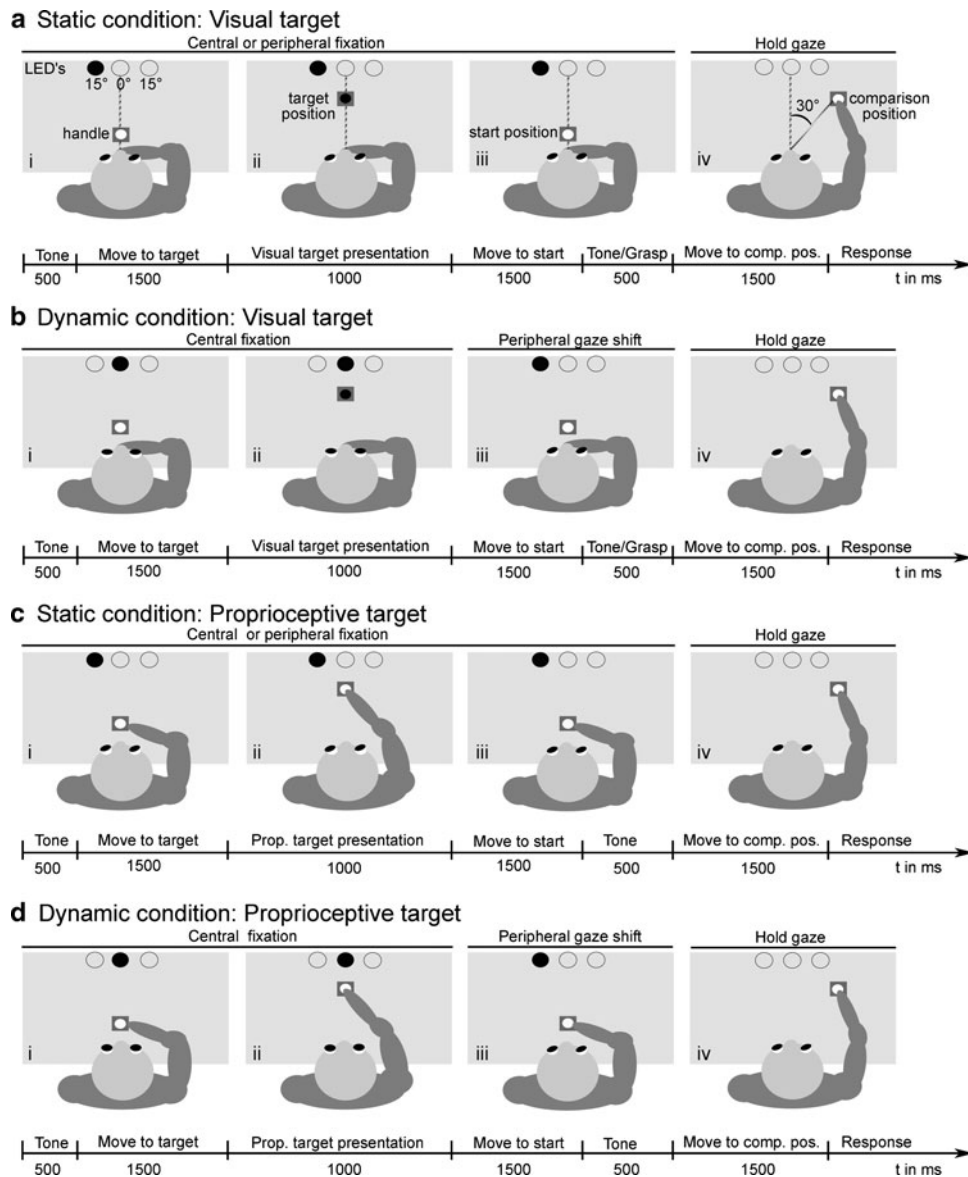 a Static condition: Visual target
Central or peripheral fixation
Hold gaze
LED's
15° 0° 15°
handle
i
target
position
ii
start position
iii
30°
comparison
position
iv
Tone Move to target Visual target presentation Move to start Tone/Grasp Move to comp. pos. Response
500 1500 1000 1500 500 1500 t in ms
b Dynamic condition: Visual target
Central fixation Peripheral gaze shift Hold gaze
i ii iii iv
Tone Move to target Visual target presentation Move to start Tone/Grasp Move to comp. pos. Response
500 1500 1000 1500 500 1500 t in ms
c Static condition: Proprioceptive target
Central or peripheral fixation Hold gaze
i ii iii iv
Tone Move to target Prop. target presentation Move to start Tone Move to comp. pos. Response
500 1500 1000 1500 500 1500 t in ms
d Dynamic condition: Proprioceptive target
Central fixation Peripheral gaze shift Hold gaze
i ii iii iv
Tone Move to target Prop. target presentation Move to start Tone Move to comp. pos. Response
500 1500 1000 1500 500 1500 t in ms